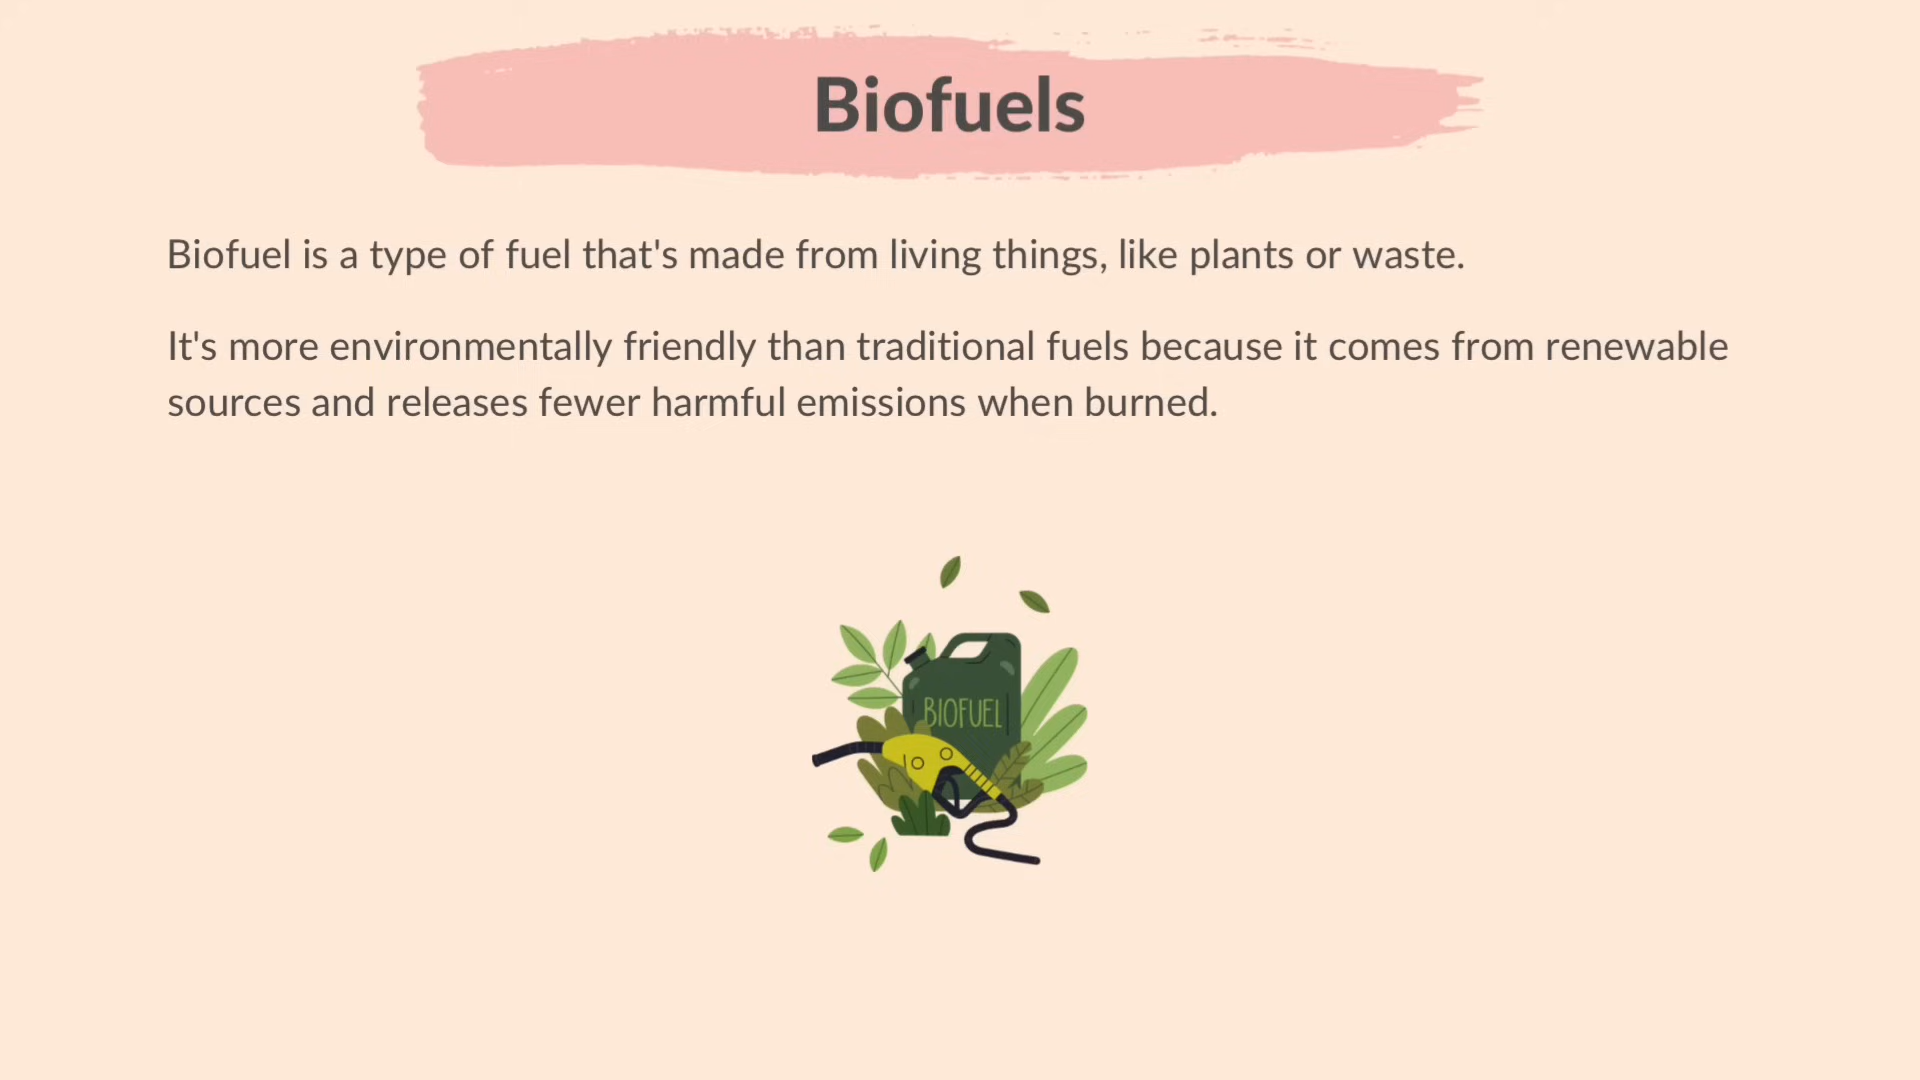 Biofuels
Biofuel is a type of fuel that's made from living things, like plants or waste.
It's more environmentally friendly than traditional fuels because it comes from renewable
sources and releases fewer harmful emissions when burned.
BIOFUEL